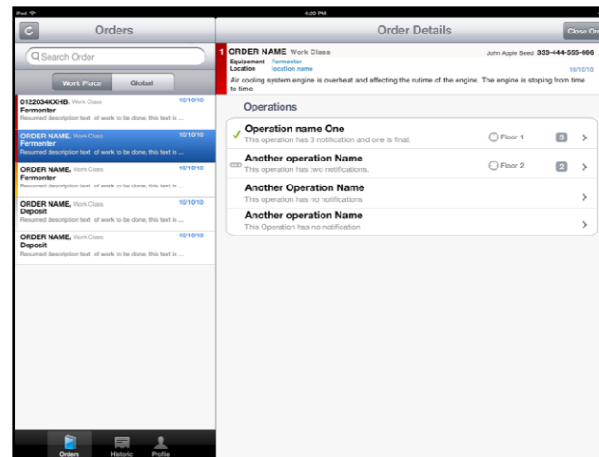 iPad
4:20 PM
Orders
Search Order
Work Place
Global
0122034KXHB, Work Class 10/10/10
Fermenter
Resumed description text of work to be done, this text is ...
ORDER NAME, Work Class 10/10/10
Fermenter
Resumed description text of work to be done, this text is ...
ORDER NAME, Work Class 10/10/10
Fermenter
Resumed description text of work to be done, this text is ...
ORDER NAME, Work Class 10/10/10
Deposit
Resumed description text of work to be done, this text is ...
ORDER NAME, Work Class 10/10/10
Deposit
Resumed description text of work to be done, this text is ...
Orders
Historic
Profile
Order Details
Close Or
1 ORDER NAME Work Class John Apple Seed 333-444-555-666
Equipement Fermenter
Location location name 10/10/10
Air cooling system engine is overheat and affecting the rutime of the engine. The engine is stoping from time
to time.
Operations
Operation name One
This operation has 3 notification and one is final.
Floor 1 3
Another operation Name
This operation has two notifications.
Floor 2 2
Another Operation Name
This operation has no notifications
Another operation Name
This Operation has no notification